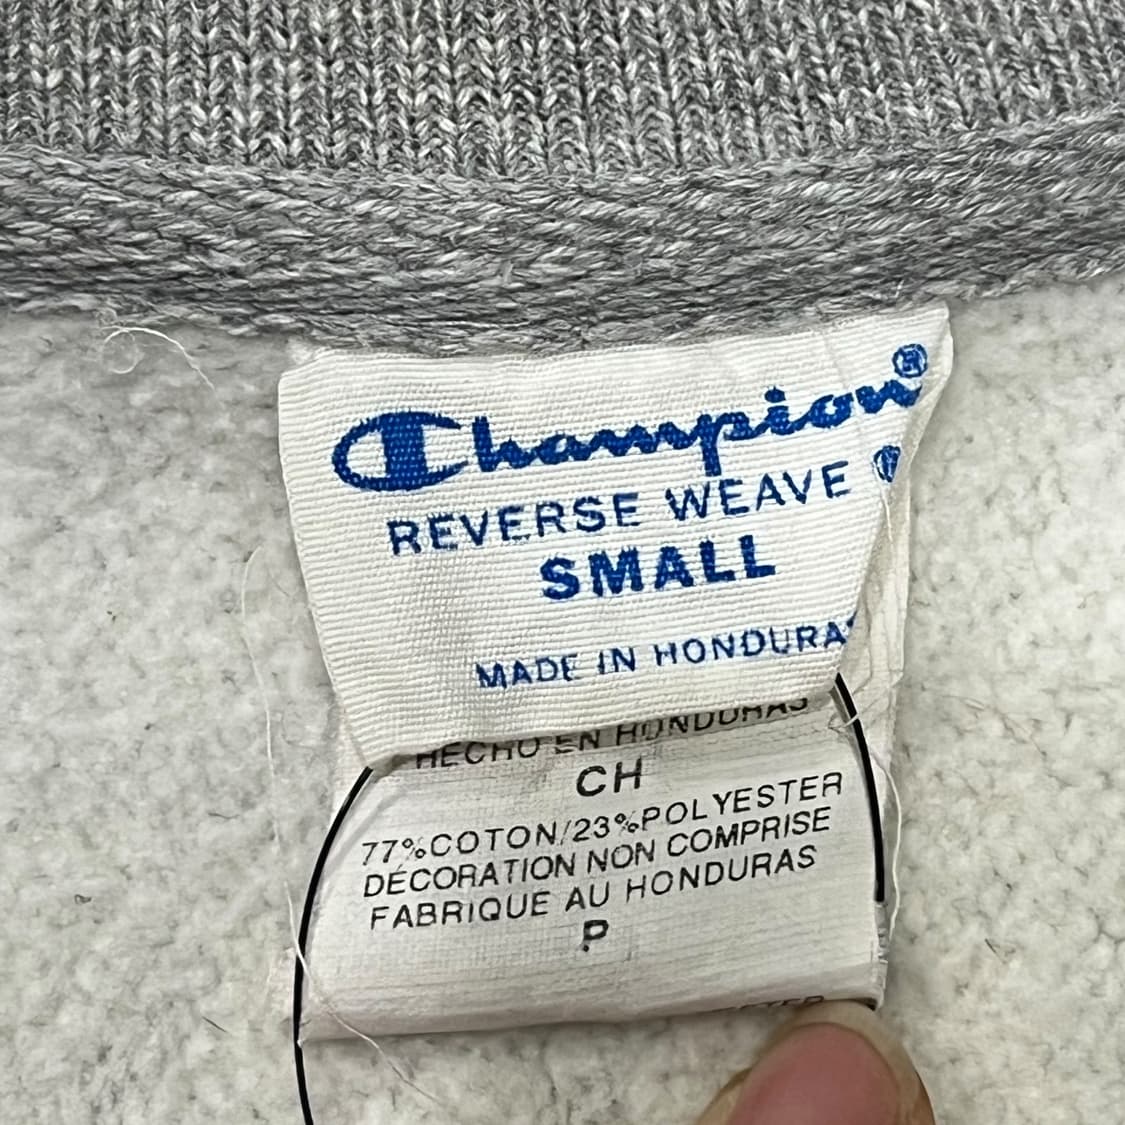 Champion®
REVERSE WEAVE ®
SMALL
MADE IN HONDURAS
HECHO EN HONDURAS
CH
77%COTON/23%POLYESTER
DÉCORATION NON COMPRISE
FABRIQUE AU HONDURAS
P